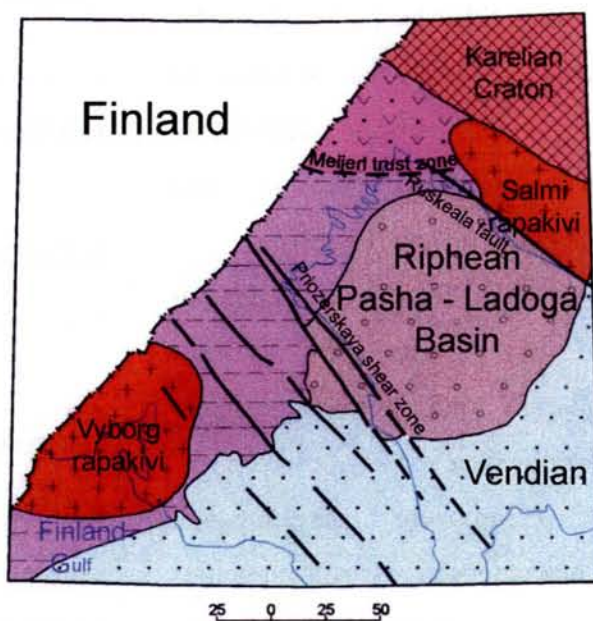 Karelian
Craton
Finland
Meijeri trust zone
Salmi
rapakivi
Ruskeala fault
Riphean
Pasha - Ladoga
Basin
Priozerskaya shear zone
Vyborg
rapakivi
Vendian
Finland
Gulf
25 0 25 50